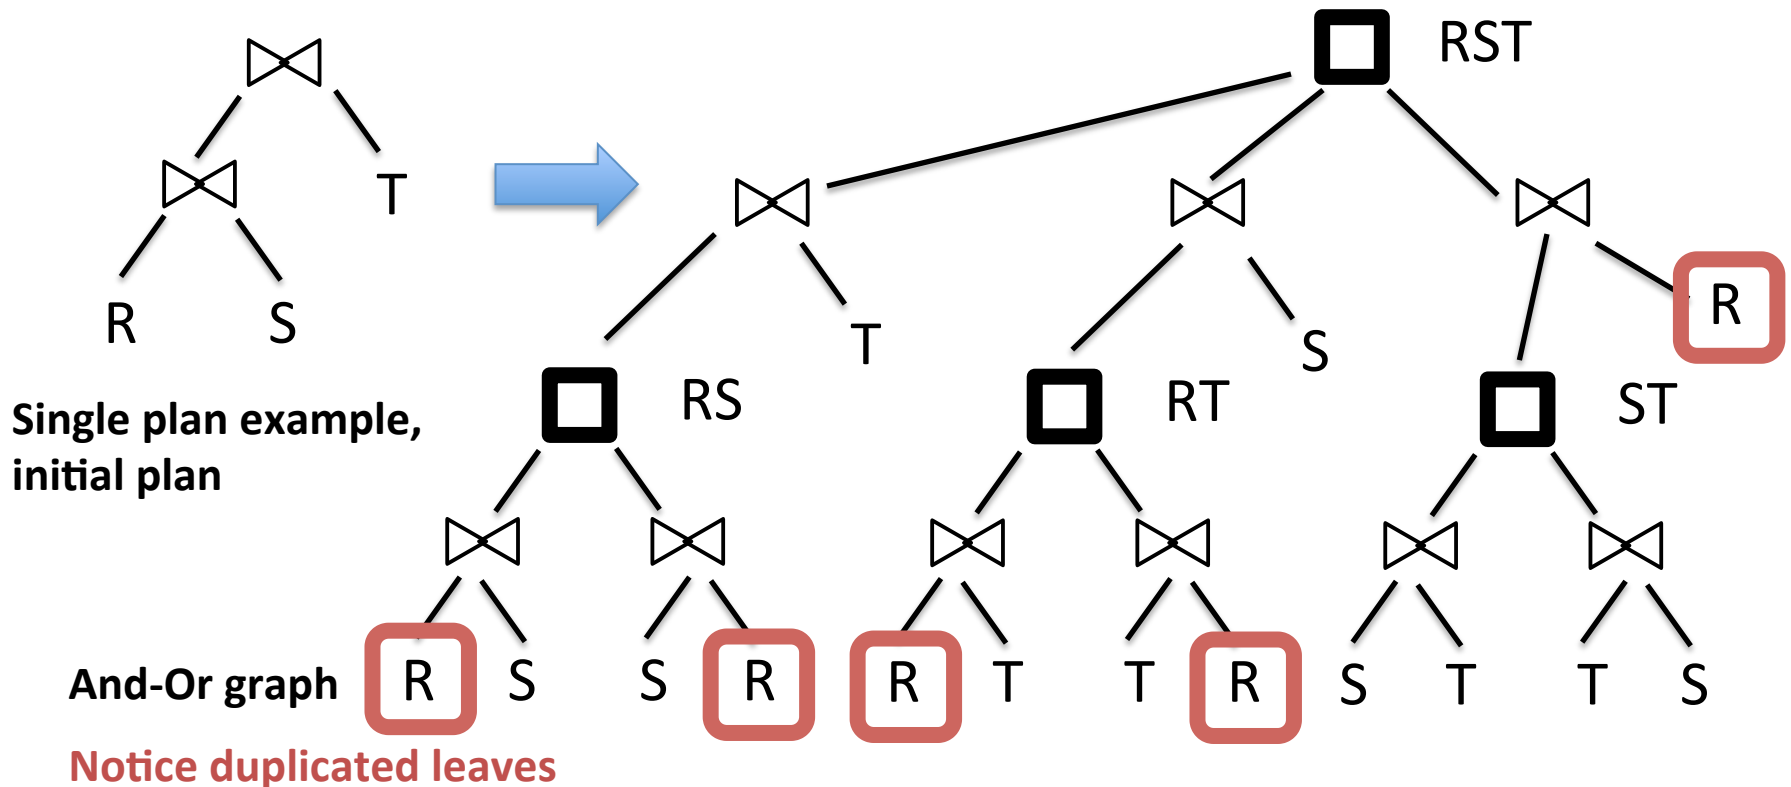 RST
T
R
R S
T
S
RS RT ST
Single plan example,
initial plan
And-Or graph
R S S R R T T R S T T S
Notice duplicated leaves